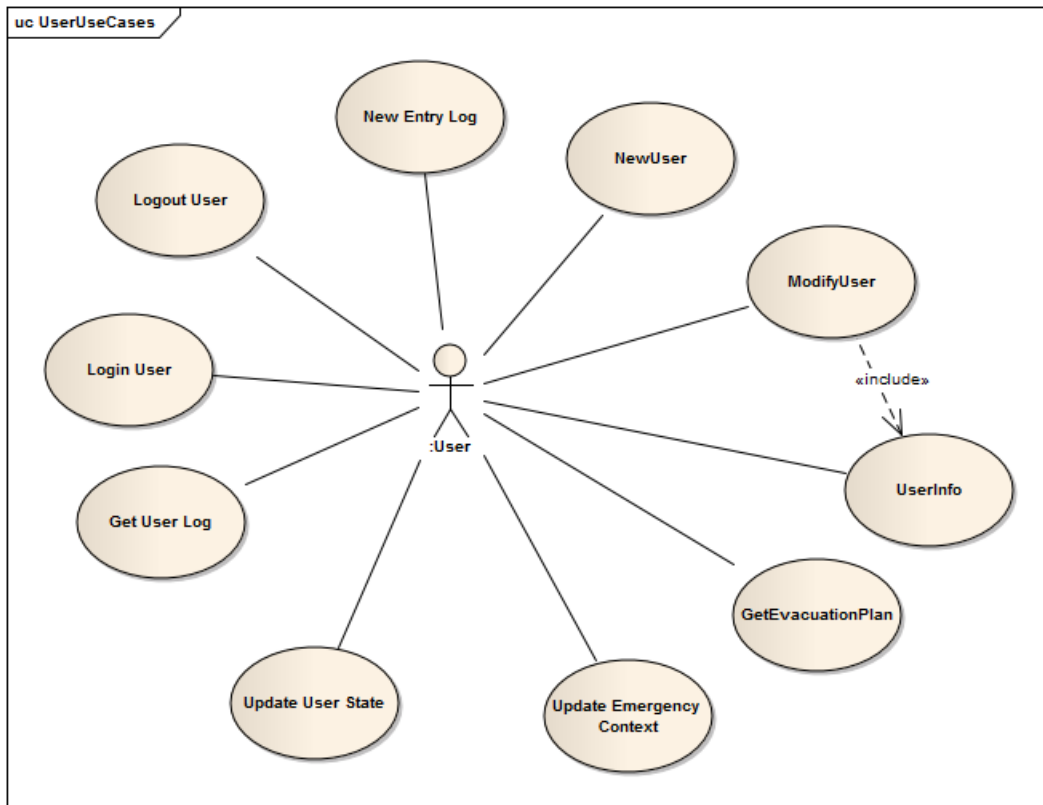 uc UserUseCases
New Entry Log
NewUser
Logout User
ModifyUser
«include»
Login User
:User
UserInfo
Get User Log
GetEvacuationPlan
Update User State
Update Emergency
Context